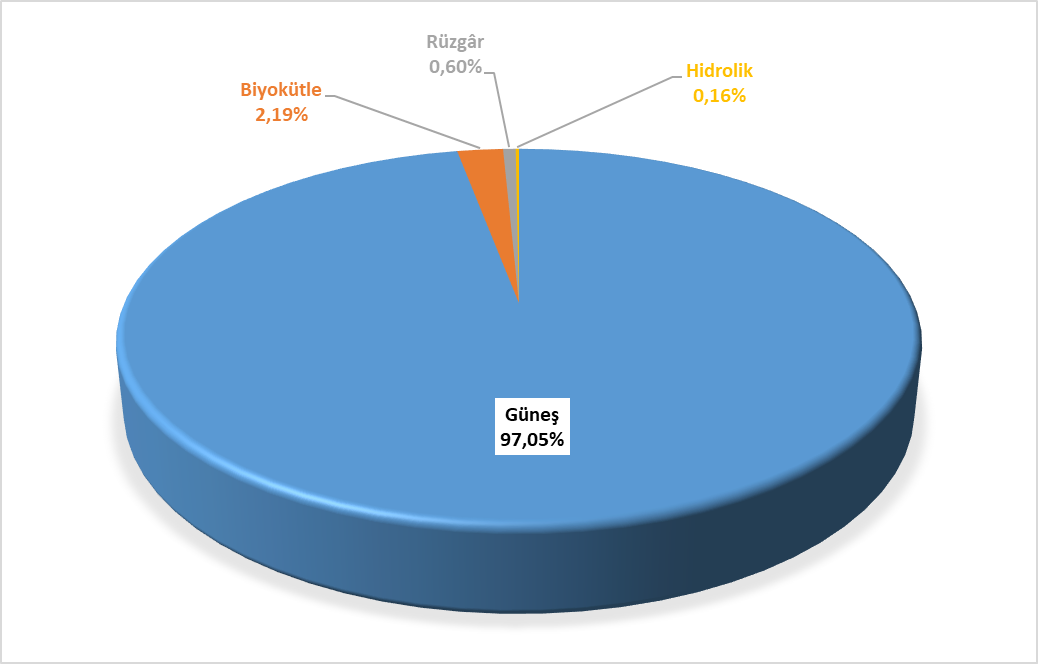 Rüzgâr
0,60%
Hidrolik
0,16%
Biyokütle
2,19%
Güneş
97,05%